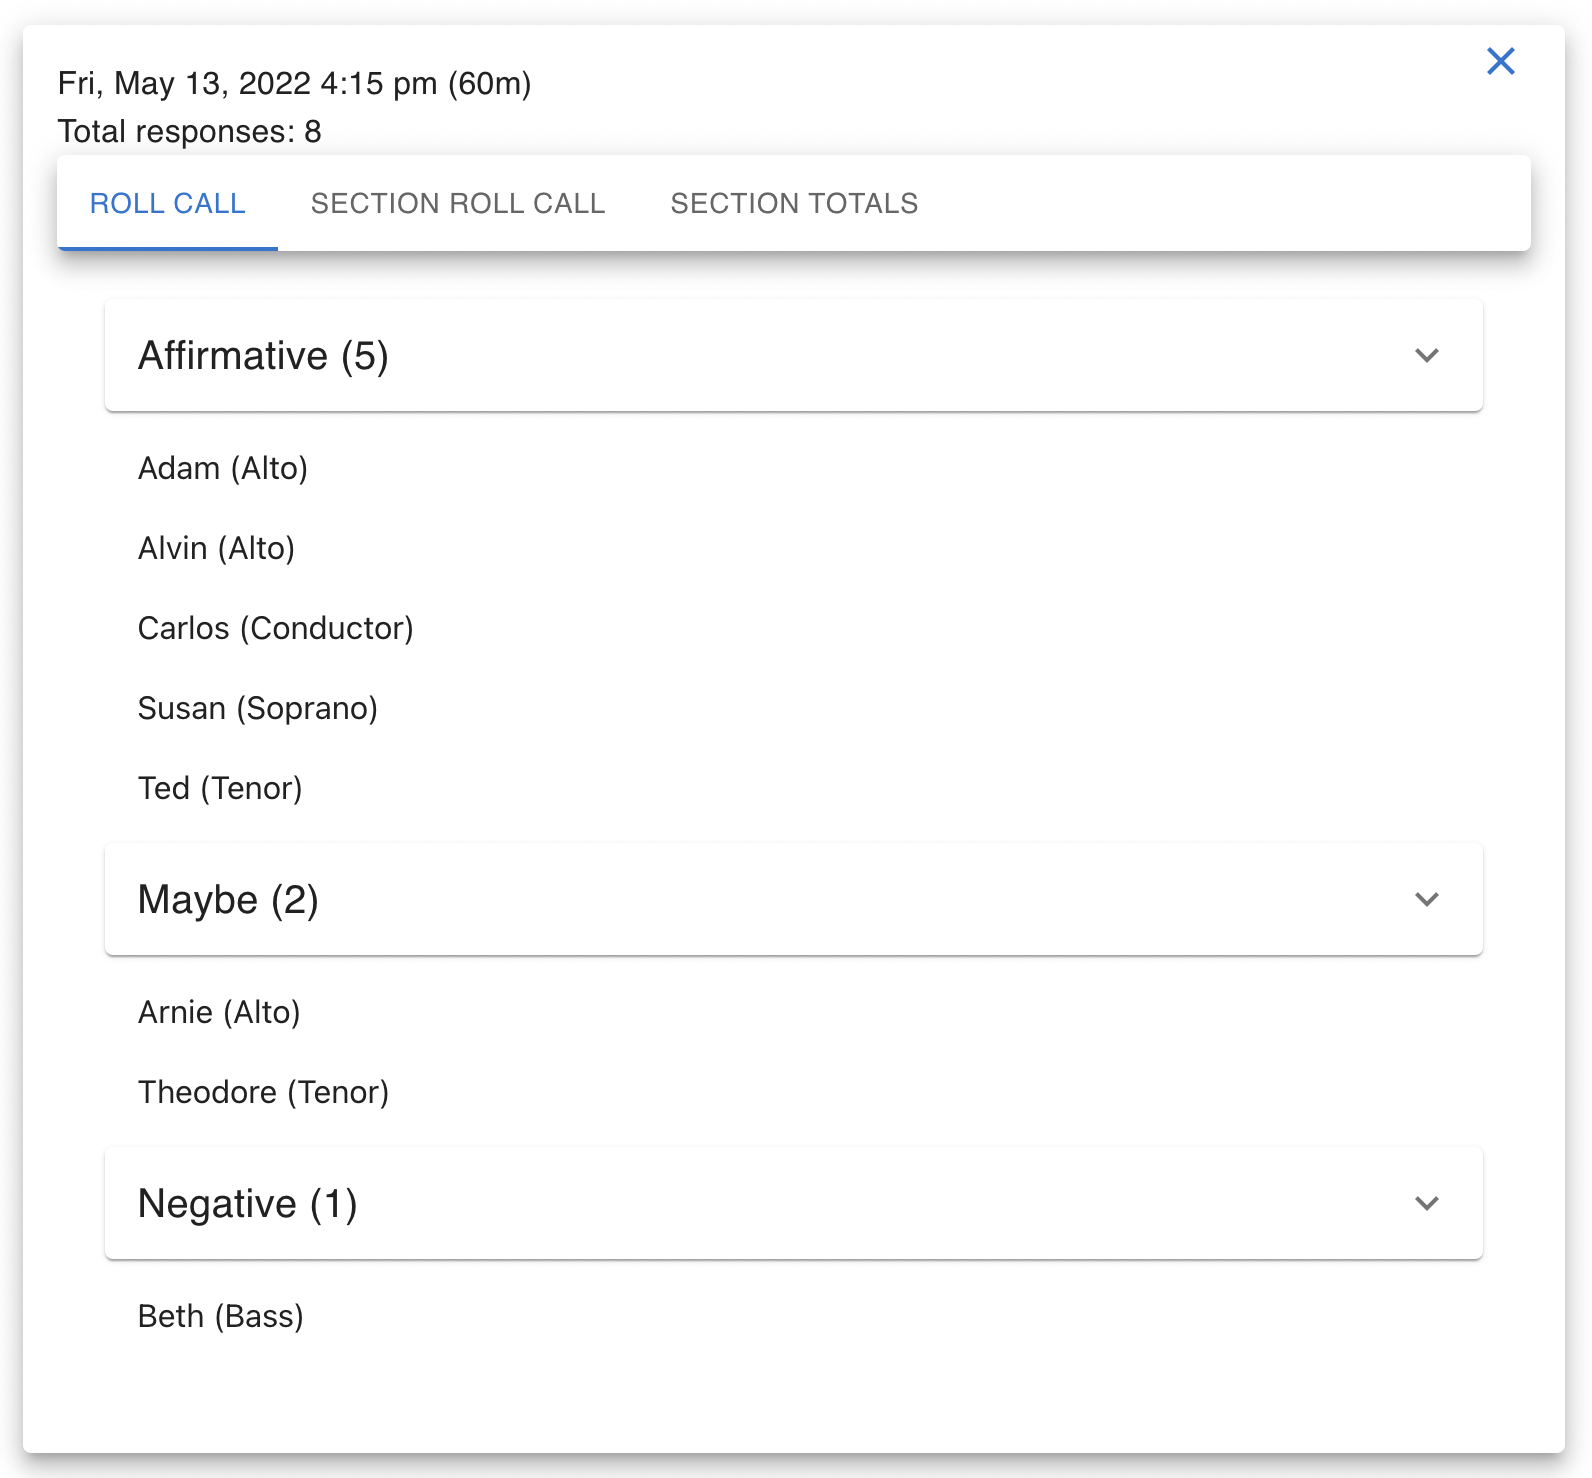 Fri, May 13, 2022 4:15 pm (60m)
Total responses: 8
ROLL CALL SECTION ROLL CALL SECTION TOTALS
Affirmative (5)
Adam (Alto)
Alvin (Alto)
Carlos (Conductor)
Susan (Soprano)
Ted (Tenor)
Maybe (2)
Arnie (Alto)
Theodore (Tenor)
Negative (1)
Beth (Bass)